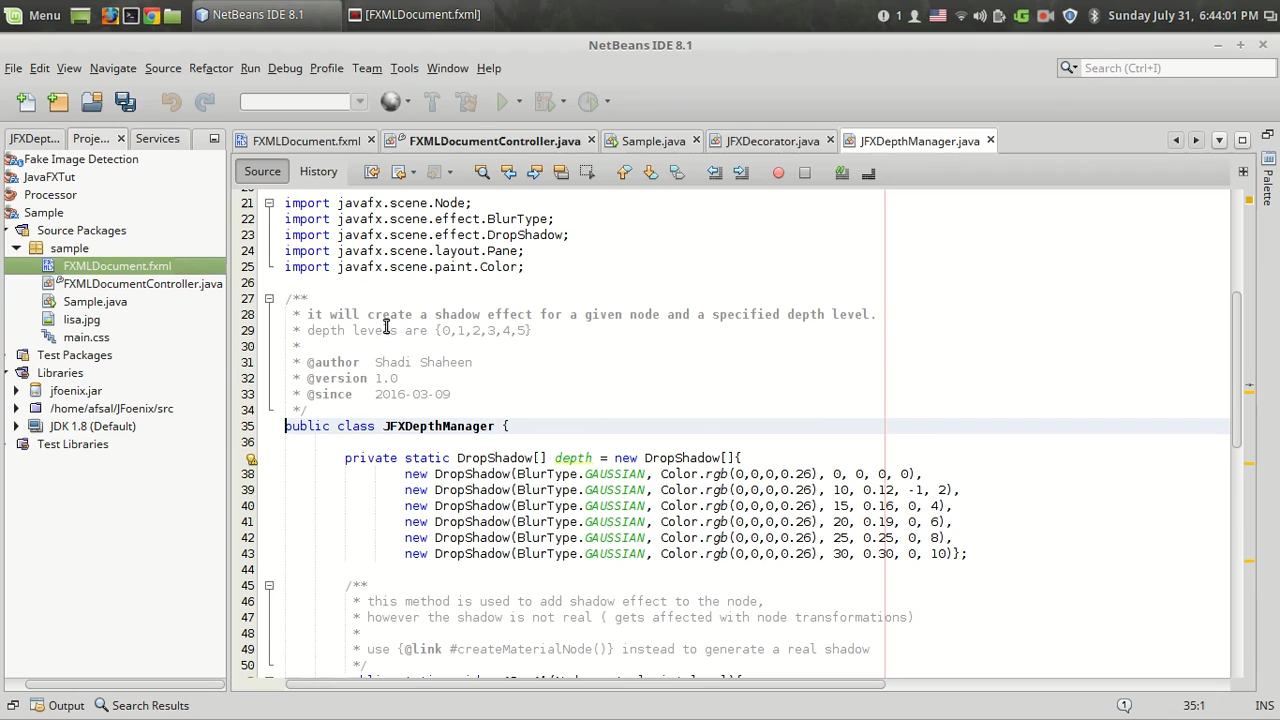 Menu
NetBeans IDE 8.1
[FXMLDocument.fxml]
1
Sunday July 31, 6:44:01 PM
NetBeans IDE 8.1
File Edit View Navigate Source Refactor Run Debug Profile Team Tools Window Help
Search (Ctrl+I)
JFXDept... Proje... Services
FXMLDocument.fxml FXMLDocumentController.java Sample.java JFXDecorator.java JFXDepthManager.java
Source History
Palette
Fake Image Detection
JavaFXTut
Processor
Sample
Source Packages
sample
FXMLDocument.fxml
FXMLDocumentController.java
Sample.java
lisa.jpg
main.css
Test Packages
Libraries
jfoenix.jar
/home/afsal/JFoenix/src
JDK 1.8 (Default)
Test Libraries
21 import javafx.scene.Node;
22 import javafx.scene.effect.BlurType;
23 import javafx.scene.effect.DropShadow;
24 import javafx.scene.layout.Pane;
25 import javafx.scene.paint.Color;
26
27 /**
28 * it will create a shadow effect for a given node and a specified depth level.
29 * depth levels are {0,1,2,3,4,5}
30 *
31 * @author Shadi Shaheen
32 * @version 1.0
33 * @since 2016-03-09
34 */
35 public class JFXDepthManager {
36
private static DropShadow[] depth = new DropShadow[]{
38 new DropShadow(BlurType.GAUSSIAN, Color.rgb(0,0,0,0.26), 0, 0, 0, 0),
39 new DropShadow(BlurType.GAUSSIAN, Color.rgb(0,0,0,0.26), 10, 0.12, -1, 2),
40 new DropShadow(BlurType.GAUSSIAN, Color.rgb(0,0,0,0.26), 15, 0.16, 0, 4),
41 new DropShadow(BlurType.GAUSSIAN, Color.rgb(0,0,0,0.26), 20, 0.19, 0, 6),
42 new DropShadow(BlurType.GAUSSIAN, Color.rgb(0,0,0,0.26), 25, 0.25, 0, 8),
43 new DropShadow(BlurType.GAUSSIAN, Color.rgb(0,0,0,0.26), 30, 0.30, 0, 10)};
44
45 /**
46 * this method is used to add shadow effect to the node,
47 * however the shadow is not real ( gets affected with node transformations)
48 *
49 * use {@link #createMaterialNode()} instead to generate a real shadow
50 */
Output Search Results
1
35:1
INS